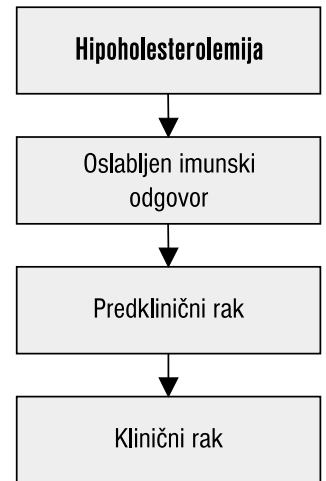 Hipoholesterolemija
Oslabljen imunski
odgovor
Predklinični rak
Klinični rak